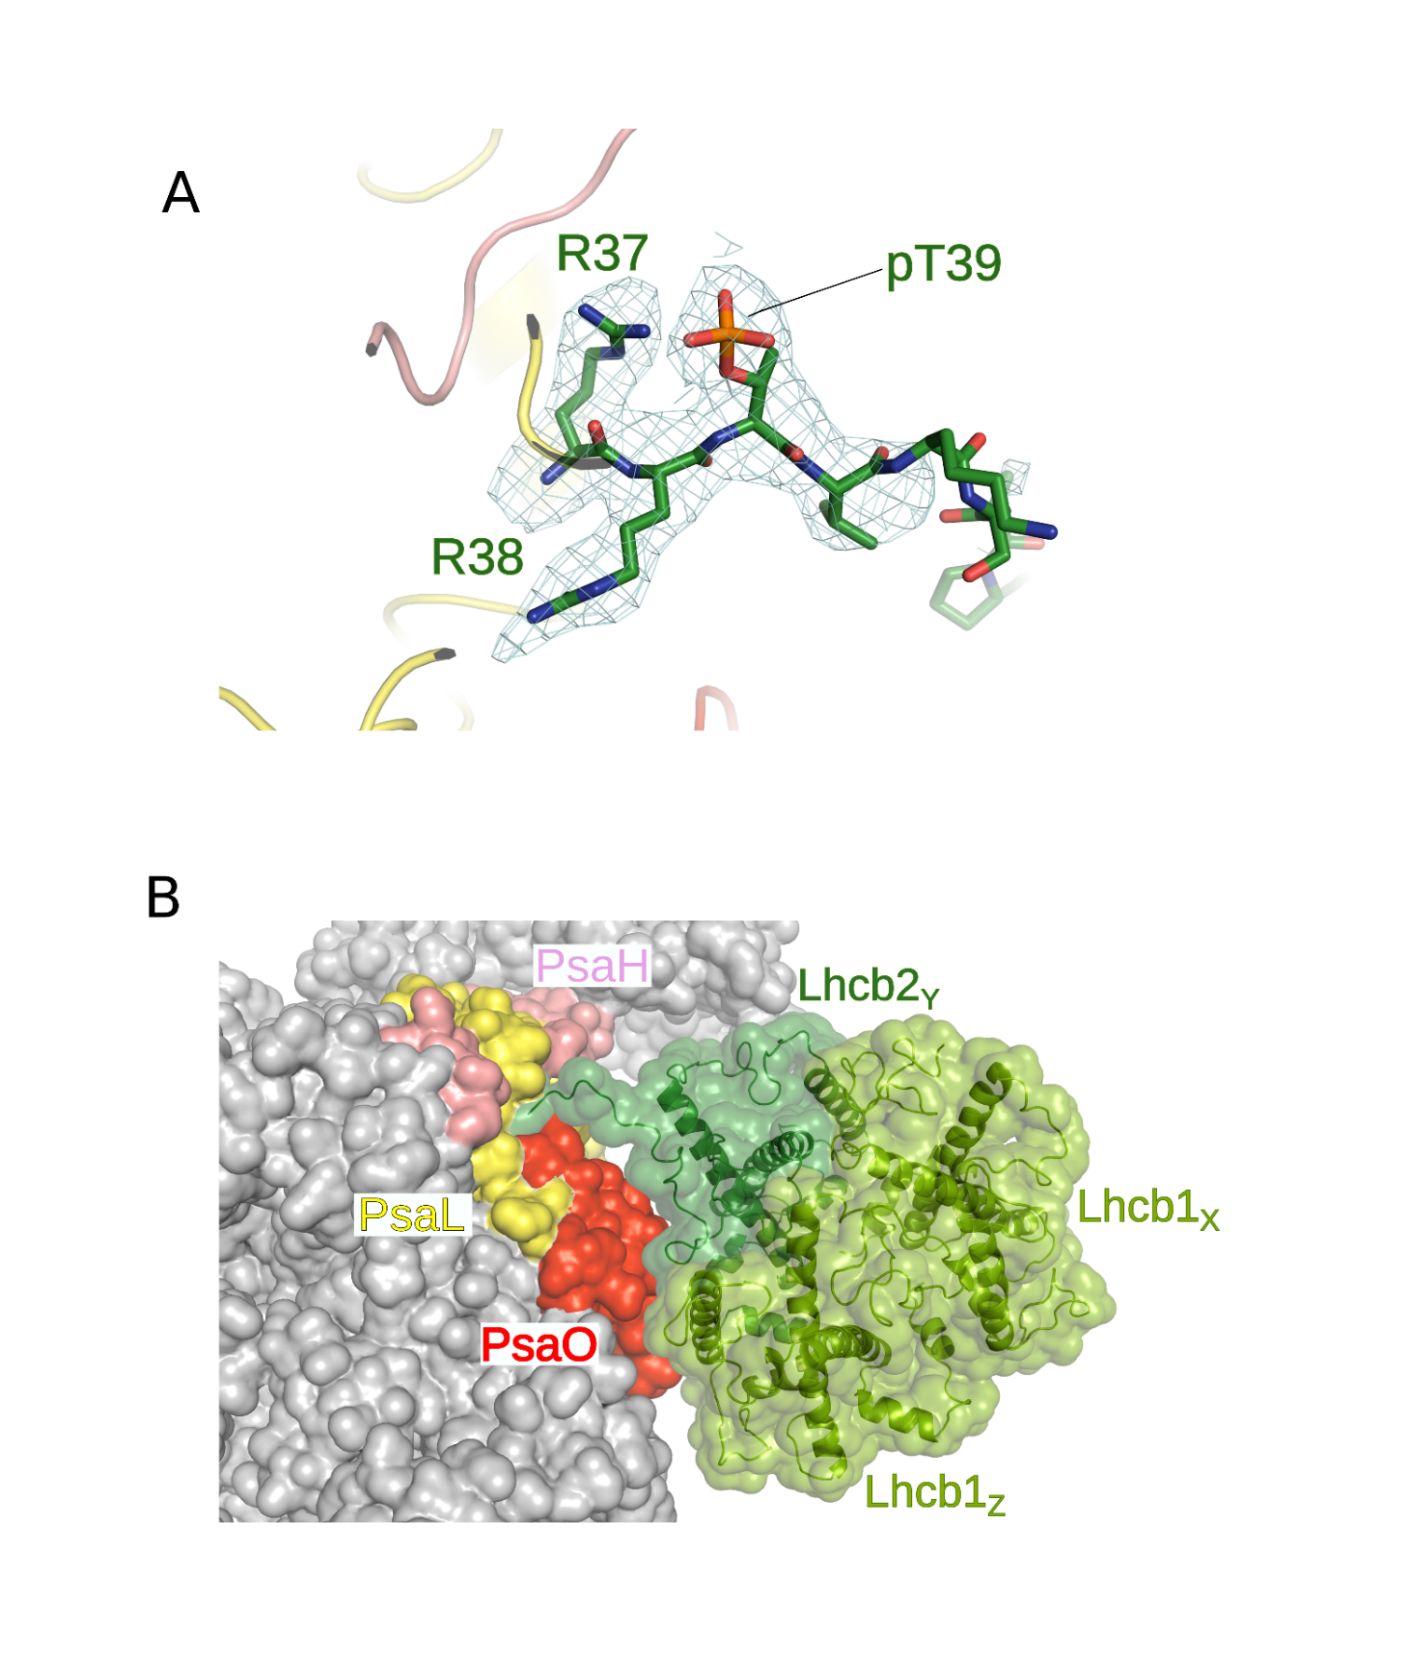 A
R37
pT39
R38
B
PsaH
Lhcb2Y
PsaL
Lhcb1X
PsaO
Lhcb1Z